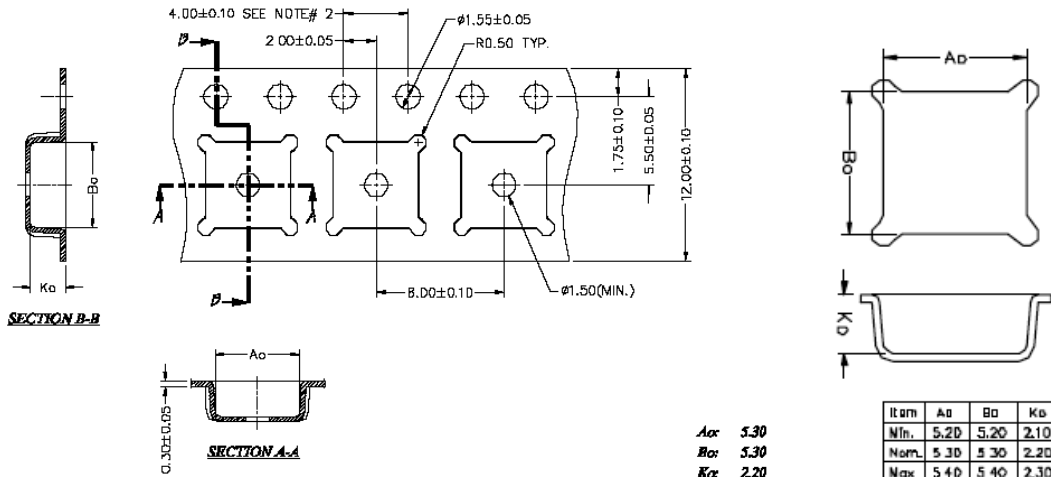 4.00±0.10 SEE NOTE# 2
2.00±0.05
ø1.55±0.05
R0.50 TYP.
B
1.75±0.10
5.50±0.05
12.00±0.10
Bo
Ko
SECTION B-B
A
A
B
8.00±0.10
ø1.50(MIN.)
Ao
0.30±0.05
SECTION A-A
Ao: 5.30
Bo: 5.30
Ko: 2.20
Ao
Bo
Ko
Item Ao Bo Ko
Min. 5.20 5.20 2.10
Nom. 5.30 5.30 2.20
Max 5.40 5.40 2.30